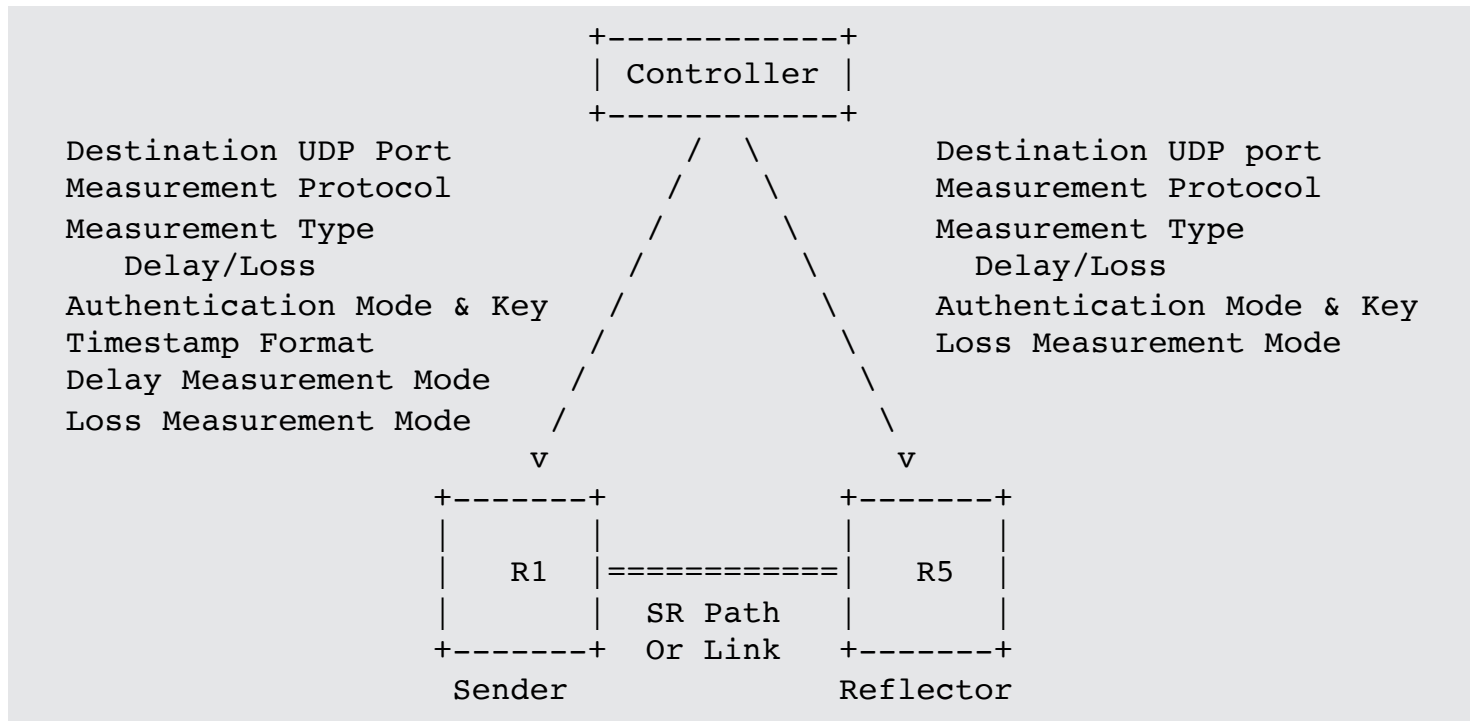 Controller
Destination UDP Port
Measurement Protocol
Measurement Type
Delay/Loss
Authentication Mode & Key
Timestamp Format
Delay Measurement Mode
Loss Measurement Mode
Destination UDP port
Measurement Protocol
Measurement Type
Delay/Loss
Authentication Mode & Key
Loss Measurement Mode
v
v
R1
R5
SR Path
Or Link
Sender
Reflector